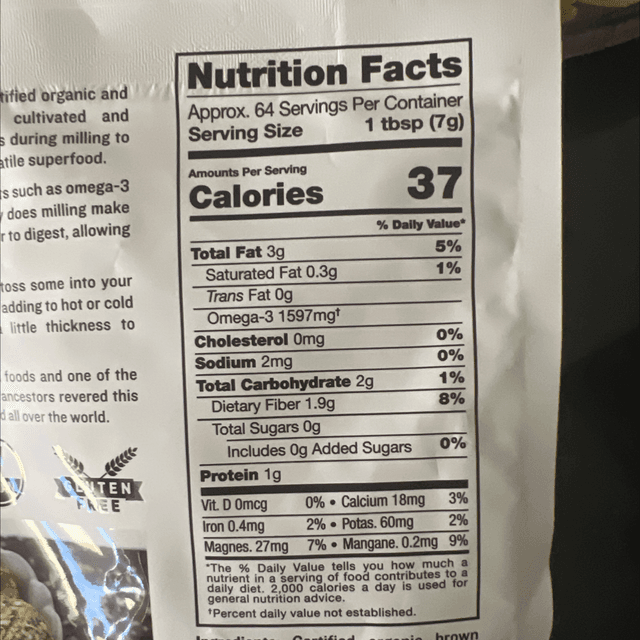 tified organic and
cultivated and
s during milling to
atile superfood.
s such as omega-3
does milling make
r to digest, allowing
toss some into your
adding to hot or cold
little thickness to
foods and one of the
ancestors revered this
d all over the world.
GLUTEN
FREE
Nutrition Facts
Approx. 64 Servings Per Container
Serving Size 1 tbsp (7g)
Amounts Per Serving
Calories 37
% Daily Value*
Total Fat 3g 5%
Saturated Fat 0.3g 1%
Trans Fat 0g
Omega-3 1597mg†
Cholesterol 0mg 0%
Sodium 2mg 0%
Total Carbohydrate 2g 1%
Dietary Fiber 1.9g 8%
Total Sugars 0g
Includes 0g Added Sugars 0%
Protein 1g
Vit. D 0mcg 0% • Calcium 18mg 3%
Iron 0.4mg 2% • Potas. 60mg 2%
Magnes. 27mg 7% • Mangane. 0.2mg 9%
*The % Daily Value tells you how much a
nutrient in a serving of food contributes to a
daily diet. 2,000 calories a day is used for
general nutrition advice.
†Percent daily value not established.
Ingredients: Certified organic brown